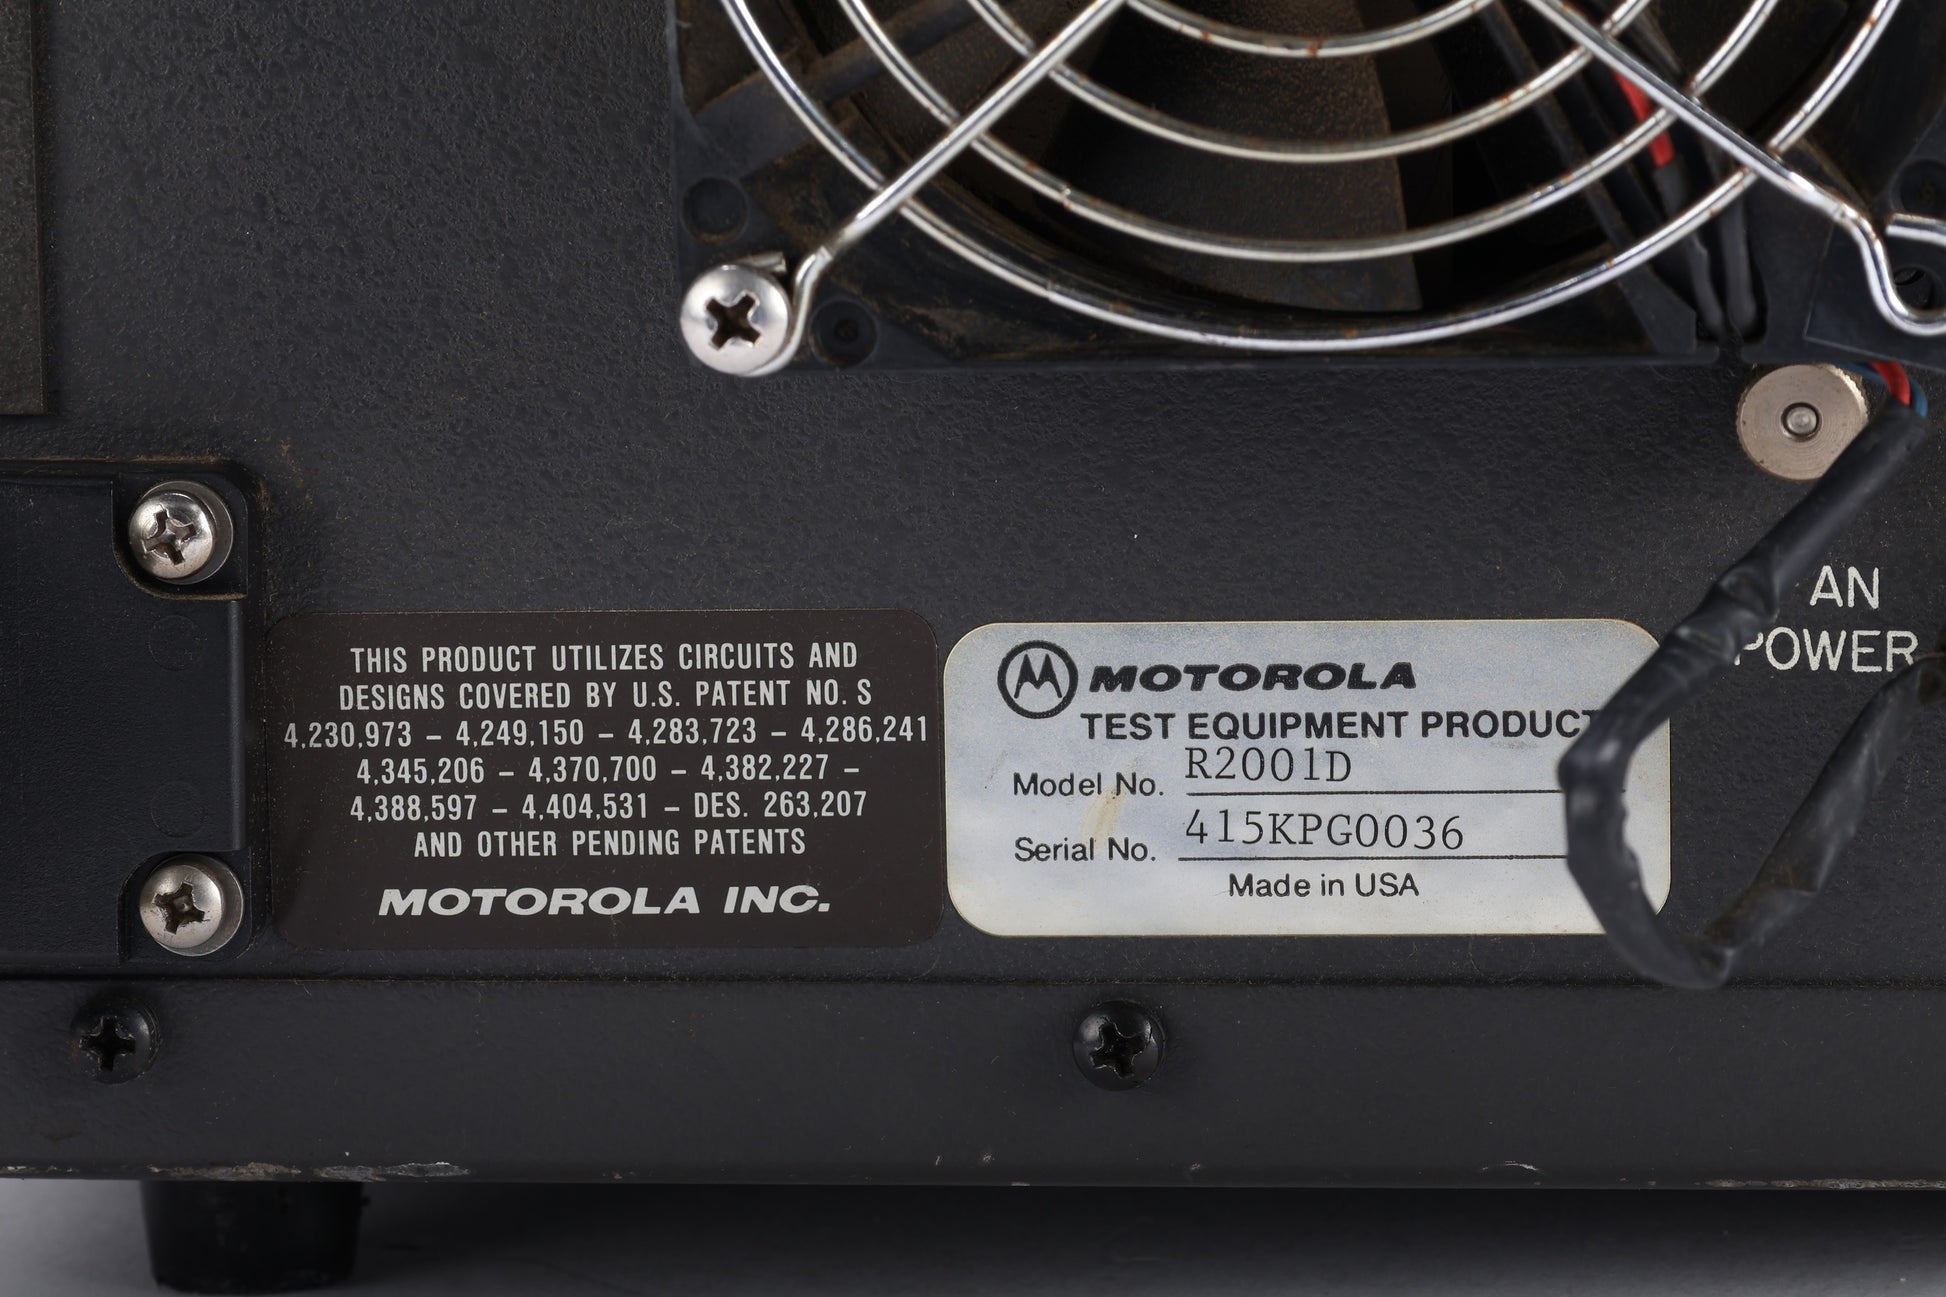 THIS PRODUCT UTILIZES CIRCUITS AND
DESIGNS COVERED BY U.S. PATENT NO. S
4,230,973 – 4,249,150 – 4,283,723 – 4,286,241
4,345,206 – 4,370,700 – 4,382,227 –
4,388,597 – 4,404,531 – DES. 263,207
AND OTHER PENDING PATENTS
MOTOROLA INC.
MOTOROLA
TEST EQUIPMENT PRODUCT
Model No. R2001D
Serial No. 415KPG0036
Made in USA
AN
POWER